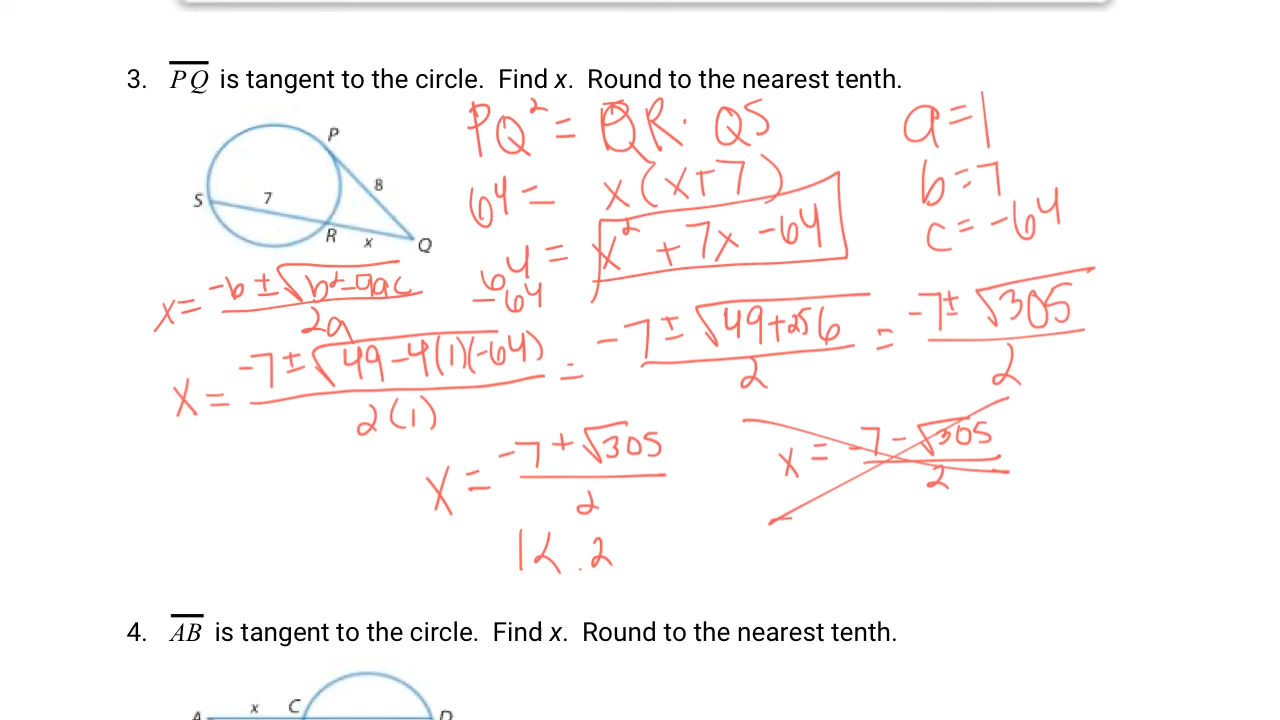 3. PQ is tangent to the circle. Find x. Round to the nearest tenth.
P
8
S
7
R
x
Q
PQ² = QR · QS
64 = x(x+7)
64 = x² + 7x -64
-64
a=1
b=7
c=-64
x= -b ± √b²-4ac / 2a
x = -7 ± √49-4(1)(-64) / 2(1) = -7 ± √49+256 / 2 = -7 ± √305 / 2
x = -7 + √305 / 2
x = -7 - √305 / 2
4. AB is tangent to the circle. Find x. Round to the nearest tenth.
x
C
A
D